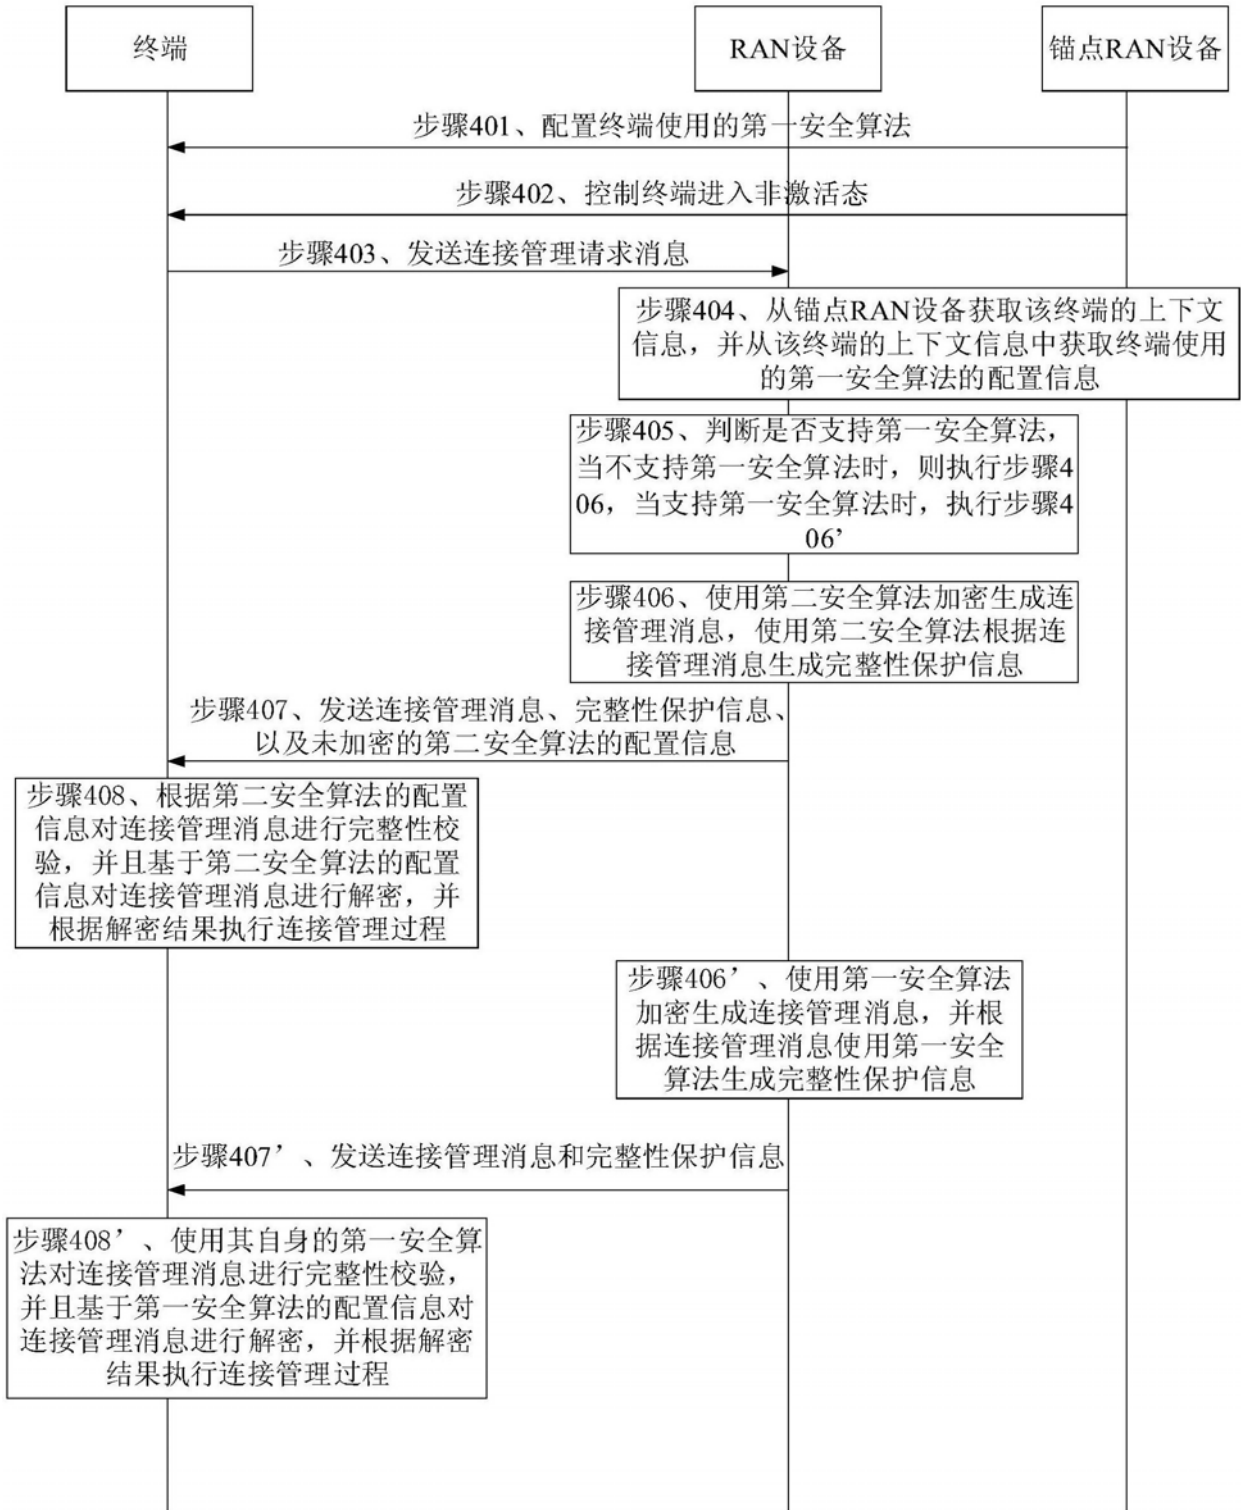 终端
RAN设备
锚点RAN设备
步骤401、配置终端使用的第一安全算法
步骤402、控制终端进入非激活态
步骤403、发送连接管理请求消息
步骤404、从锚点RAN设备获取该终端的上下文
信息，并从该终端的上下文信息中获取终端使用
的第一安全算法的配置信息
步骤405、判断是否支持第一安全算法，
当不支持第一安全算法时，则执行步骤4
06，当支持第一安全算法时，执行步骤4
06’
步骤406、使用第二安全算法加密生成连
接管理消息，使用第二安全算法根据连
接管理消息生成完整性保护信息
步骤407、发送连接管理消息、完整性保护信息、
以及未加密的第二安全算法的配置信息
步骤408、根据第二安全算法的配置
信息对连接管理消息进行完整性校
验，并且基于第二安全算法的配置
信息对连接管理消息进行解密，并
根据解密结果执行连接管理过程
步骤406’、使用第一安全算法
加密生成连接管理消息，并根
据连接管理消息使用第一安全
算法生成完整性保护信息
步骤407’、发送连接管理消息和完整性保护信息
步骤408’、使用其自身的第一安全算
法对连接管理消息进行完整性校验，
并且基于第一安全算法的配置信息对
连接管理消息进行解密，并根据解密
结果执行连接管理过程